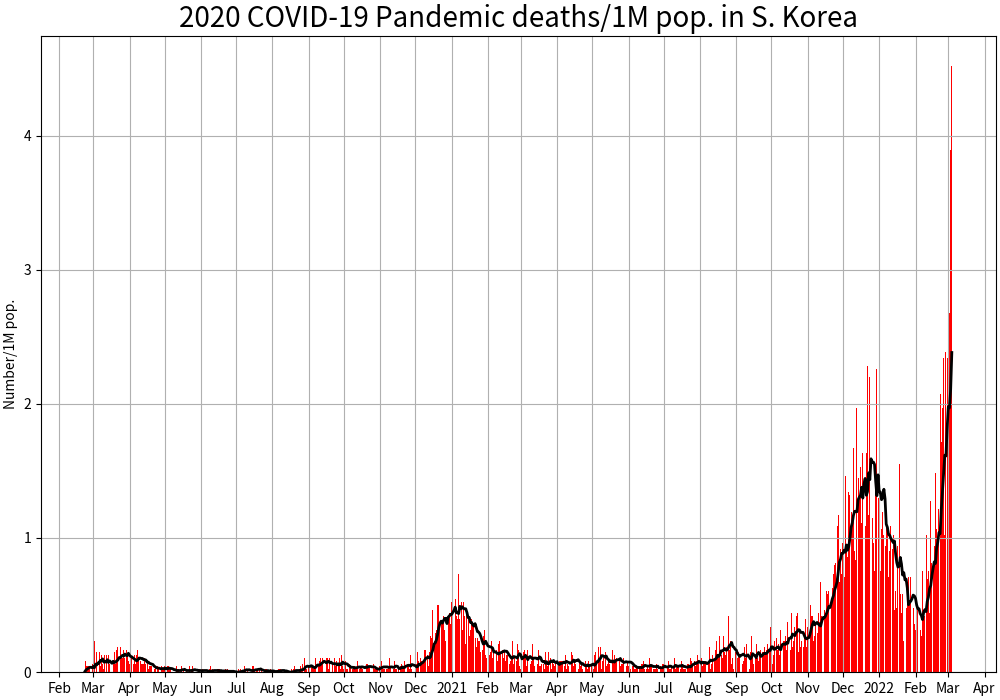 2020 COVID-19 Pandemic deaths/1M pop. in S. Korea
Number/1M pop.
4
3
2
1
0
Feb Mar Apr May Jun Jul Aug Sep Oct Nov Dec 2021 Feb Mar Apr May Jun Jul Aug Sep Oct Nov Dec 2022 Feb Mar Apr